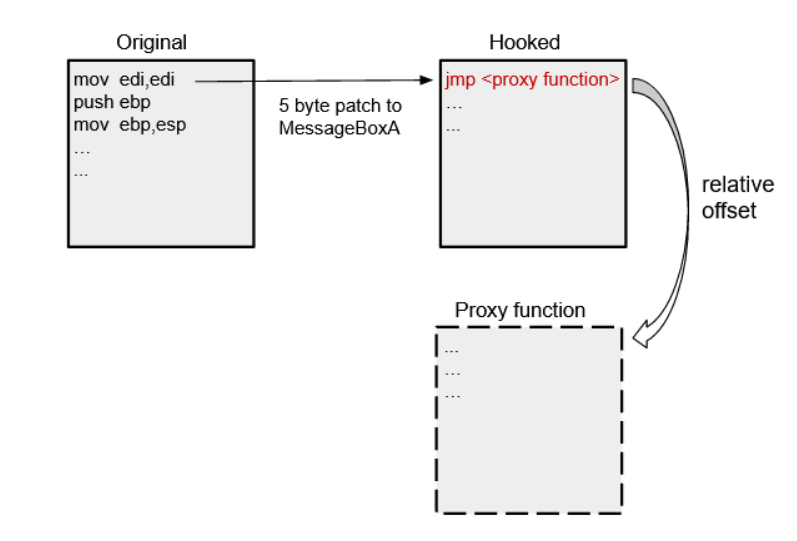 Original
mov edi,edi
push ebp
mov ebp,esp
...
...
5 byte patch to
MessageBoxA
Hooked
jmp <proxy function>
...
...
relative
offset
Proxy function
...
...
...